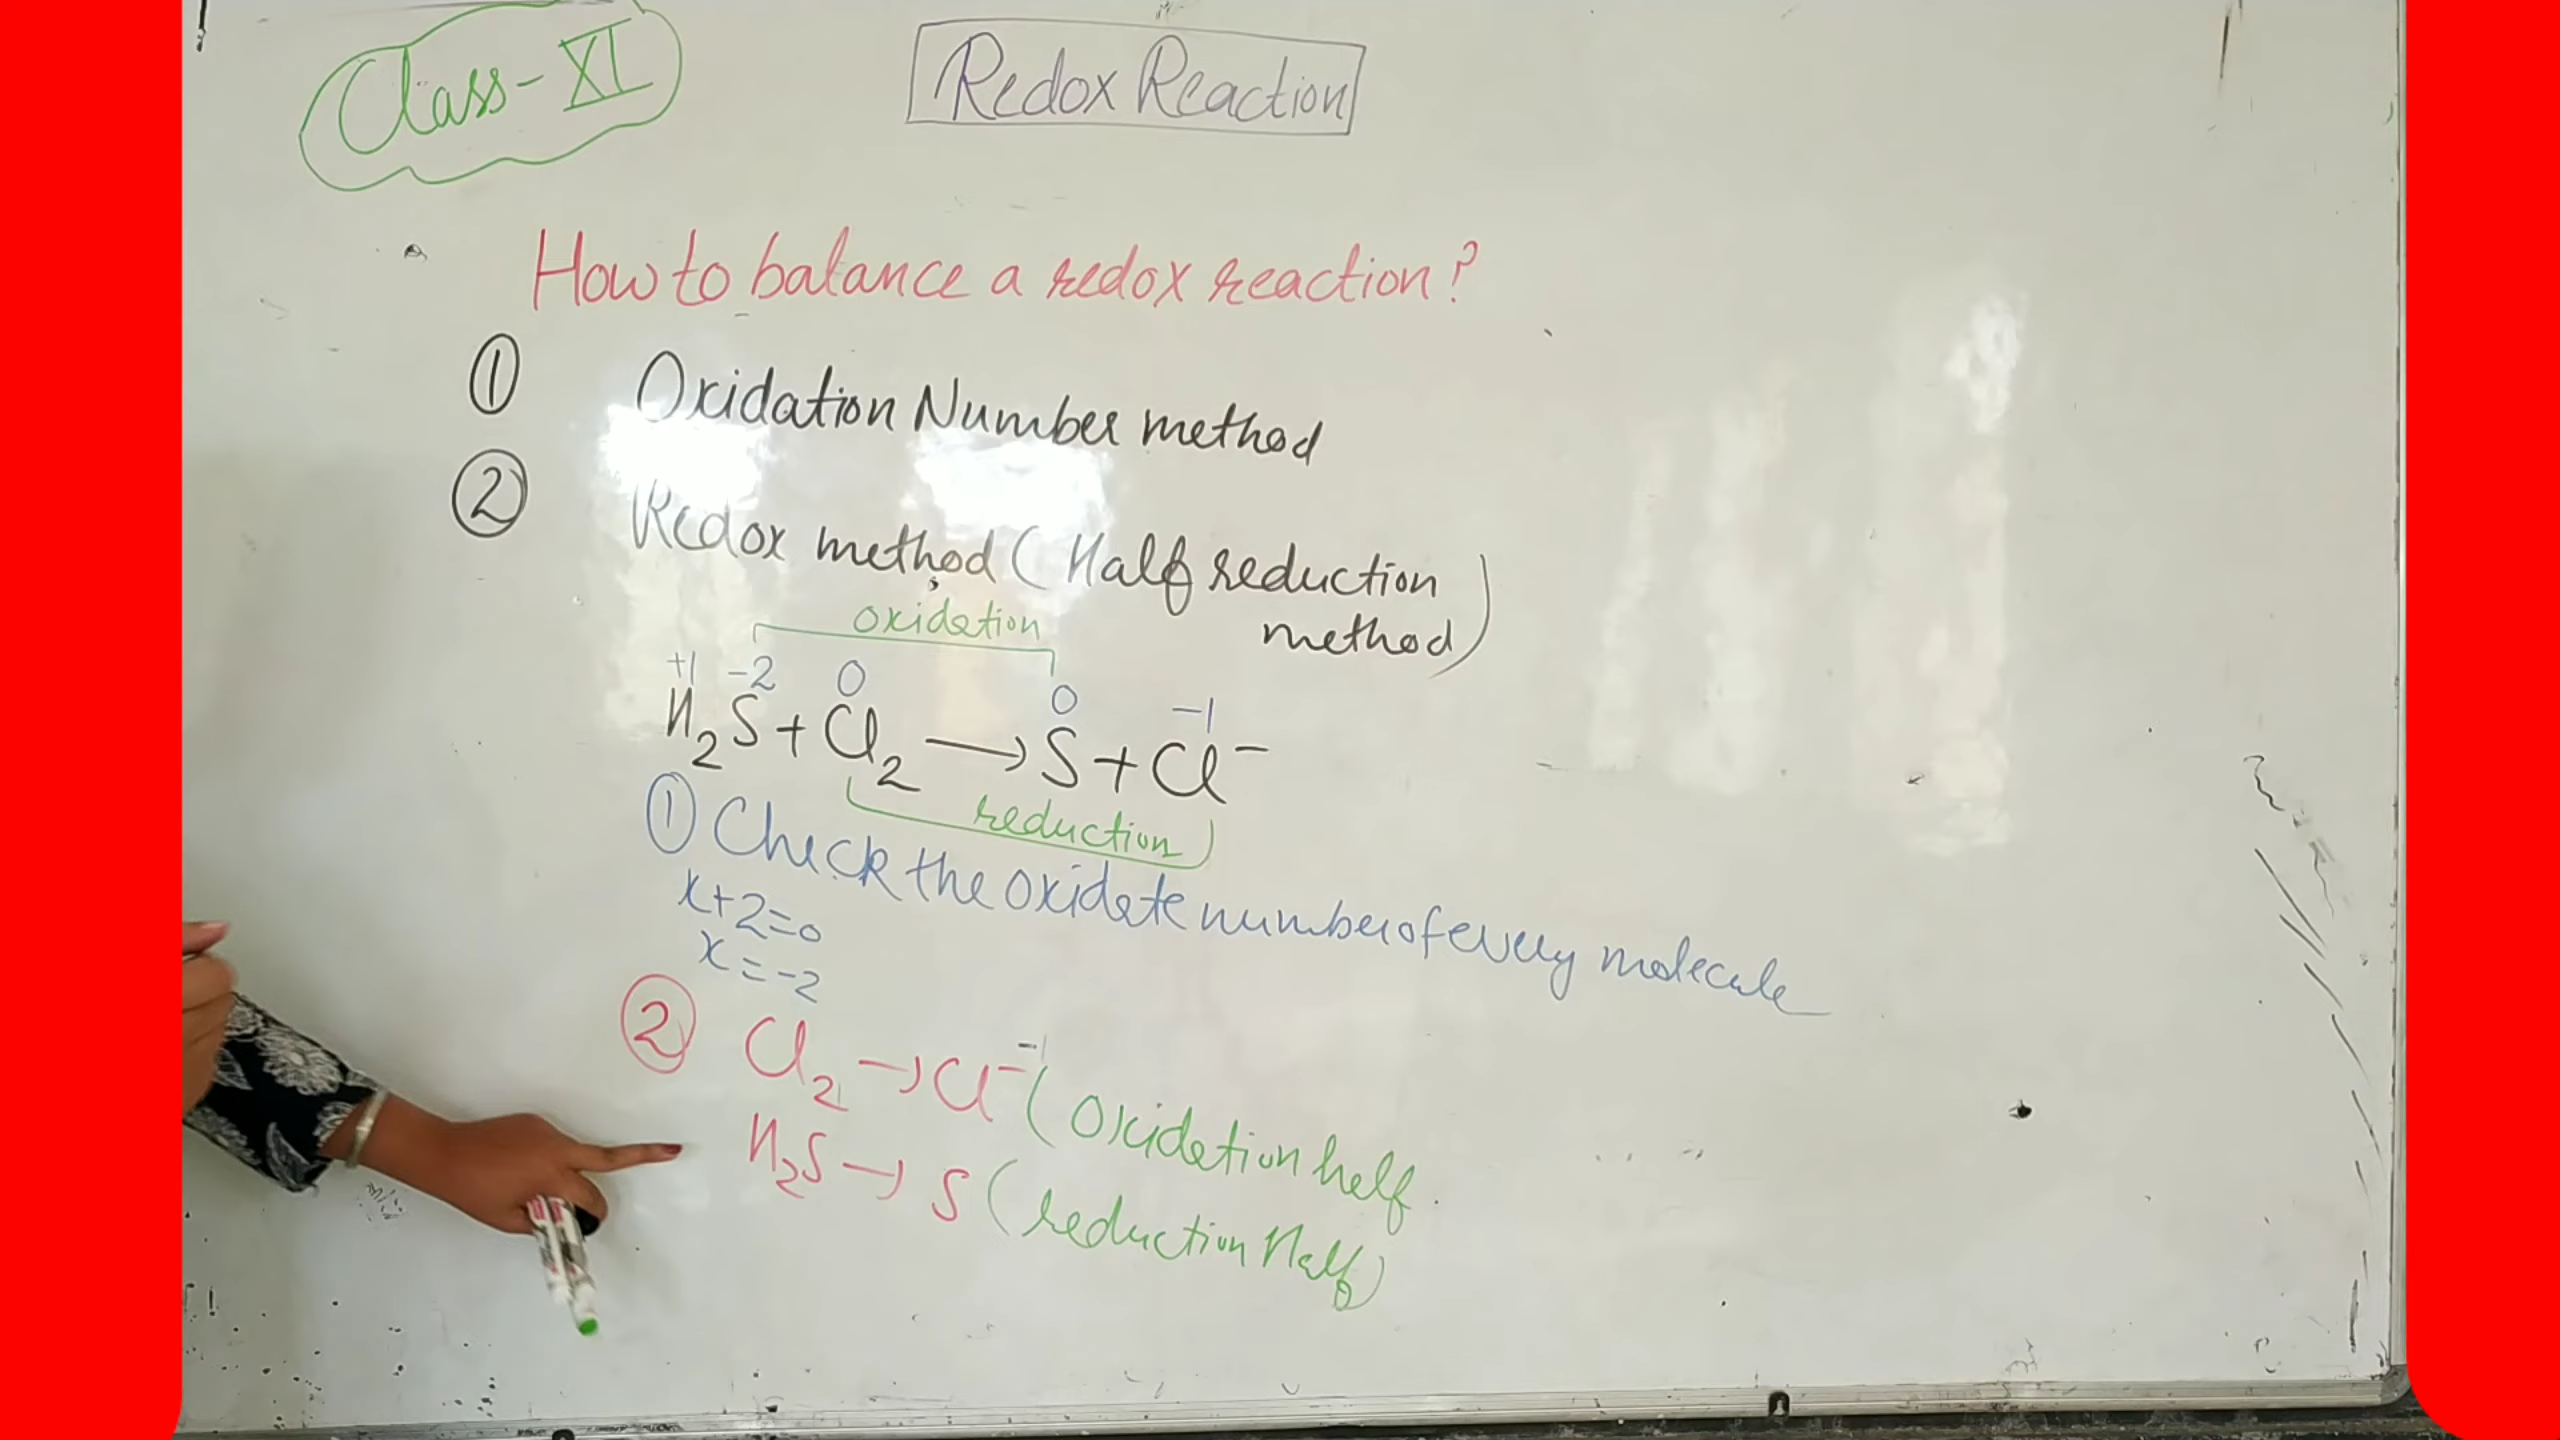 Class-XI
Redox Reaction
How to balance a redox reaction?
① Oxidation Number method
② Redox method (Half reduction
method)
oxidation
+1 -2 0 0 -1
H₂S + Cl₂ → S + Cl⁻
reduction
① Check the oxidate number of every molecule
x+2=0
x=-2
② Cl₂ → Cl⁻ (Oxidation half
-1
H₂S → S (reduction Half)